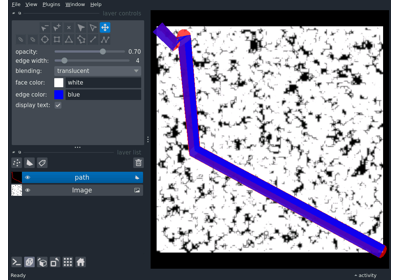 File View Plugins Window Help
layer controls
opacity: 0.70
edge width: 4
blending: translucent
face color: white
edge color: blue
display text:
layer list
path
Image
Ready
activity